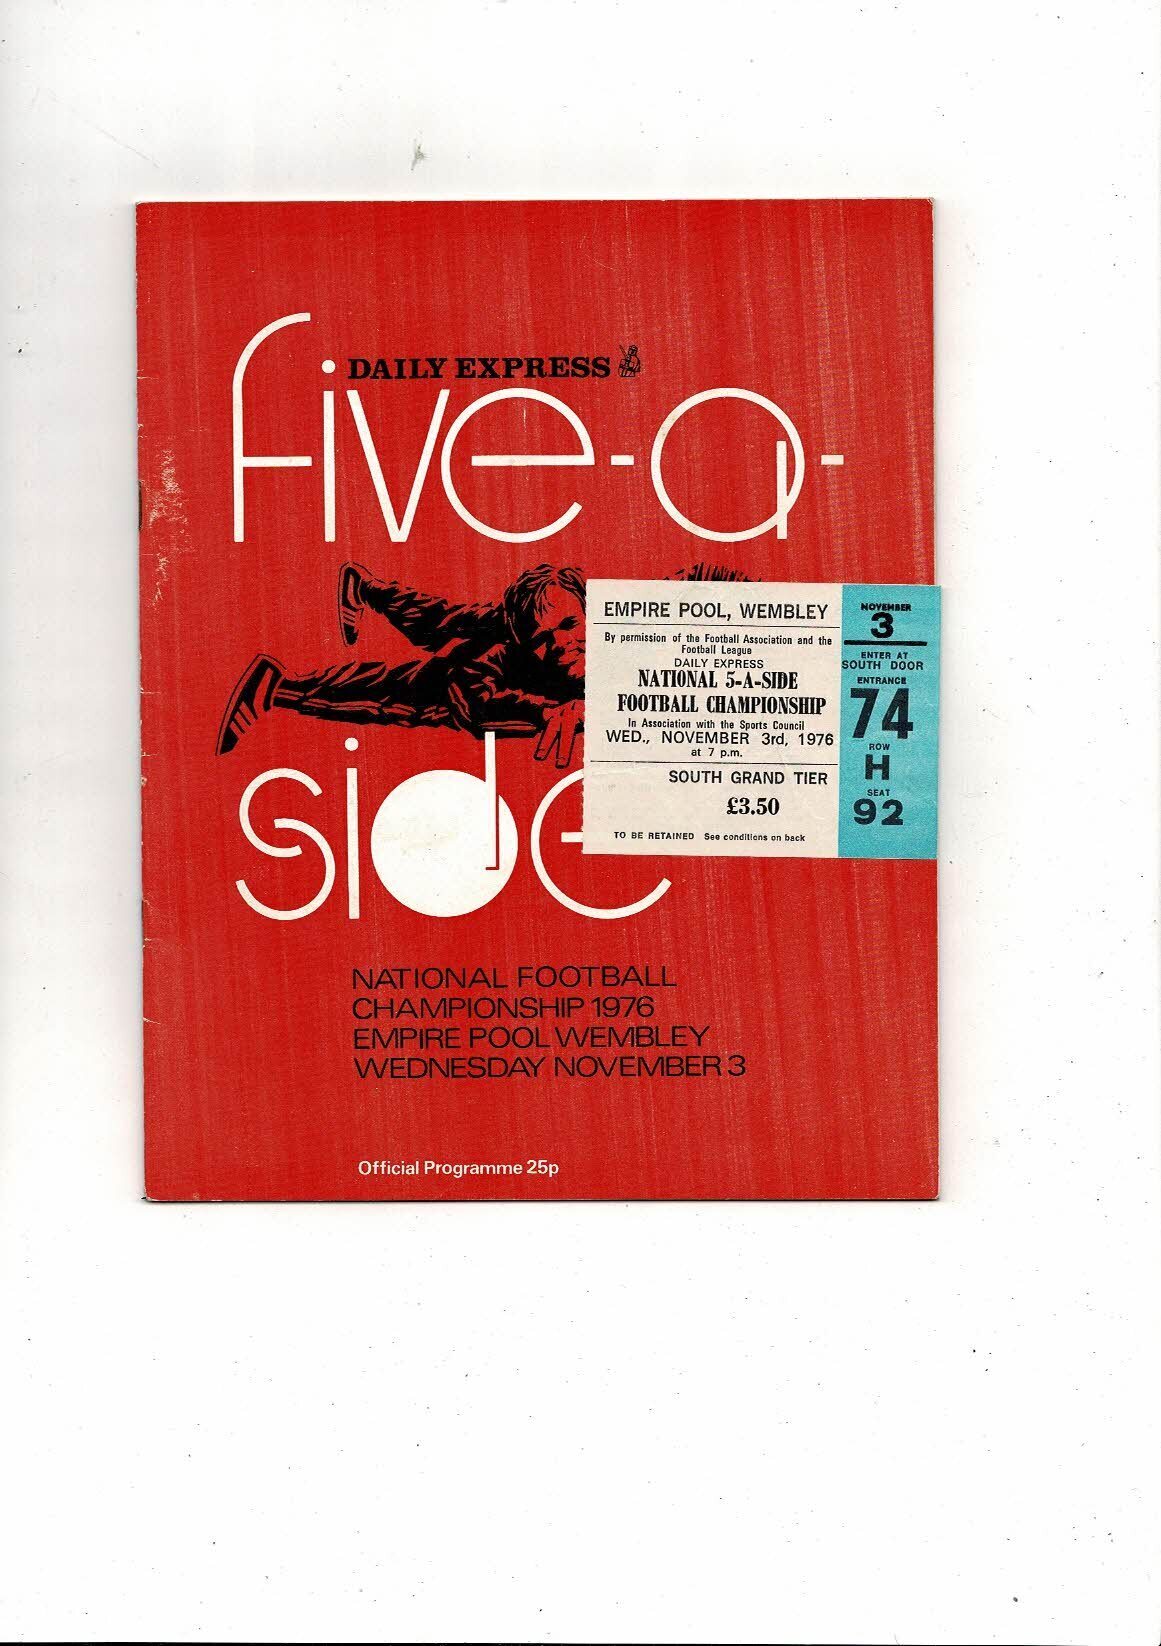 DAILY EXPRESS
five-a-
side
NATIONAL FOOTBALL
CHAMPIONSHIP 1976
EMPIRE POOL WEMBLEY
WEDNESDAY NOVEMBER 3
Official Programme 25p
EMPIRE POOL, WEMBLEY
By permission of the Football Association and the
Football League
DAILY EXPRESS
NATIONAL 5-A-SIDE
FOOTBALL CHAMPIONSHIP
In Association with the Sports Council
WED., NOVEMBER 3rd, 1976
at 7 p.m.
SOUTH GRAND TIER
£3.50
TO BE RETAINED See conditions on back
NOVEMBER
3
ENTER AT
SOUTH DOOR
ENTRANCE
74
ROW
H
SEAT
92